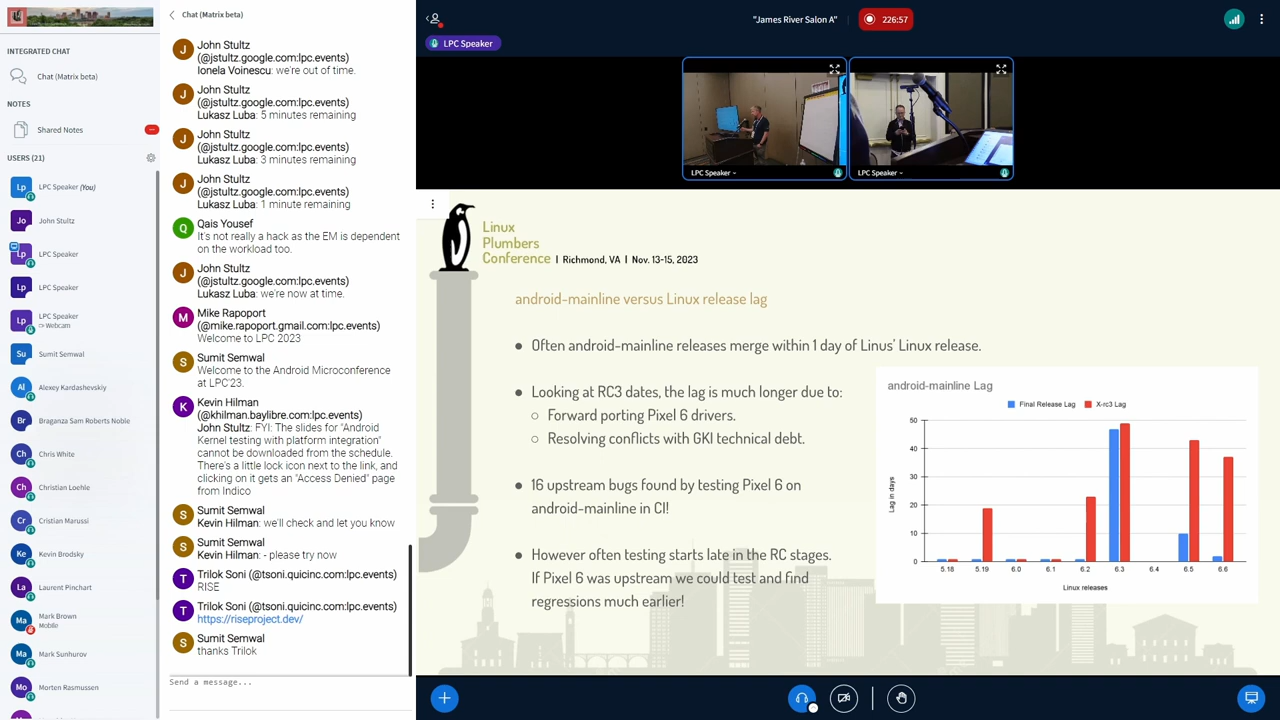 INTEGRATED CHAT
Chat (Matrix beta)
NOTES
Shared Notes
USERS (21)
Lp LPC Speaker (You)
Jo John Stultz
Lp LPC Speaker
Lp LPC Speaker
Lp LPC Speaker
Webcam
Su Sumit Semwal
Al Alexey Kardashevskiy
Br Braganza Sam Roberts Noble
Ch Chris White
Ch Christian Loehle
Cr Cristian Marussi
Ke Kevin Brodsky
La Laurent Pinchart
Ma Mark Brown
Mobile
Ma Mark Sunhurov
Mo Morten Rasmussen
Chat (Matrix beta)
J John Stultz
(@jstultz.google.com:lpc.events)
Ionela Voinescu: we're out of time.
J John Stultz
(@jstultz.google.com:lpc.events)
Lukasz Luba: 5 minutes remaining
J John Stultz
(@jstultz.google.com:lpc.events)
Lukasz Luba: 3 minutes remaining
J John Stultz
(@jstultz.google.com:lpc.events)
Lukasz Luba: 1 minute remaining
Q Qais Yousef
It's not really a hack as the EM is dependent
on the workload too.
J John Stultz
(@jstultz.google.com:lpc.events)
Lukasz Luba: we're now at time.
M Mike Rapoport
(@mike.rapoport.gmail.com:lpc.events)
Welcome to LPC 2023
S Sumit Semwal
Welcome to the Android Microconference
at LPC'23.
K Kevin Hilman
(@khilman.baylibre.com:lpc.events)
John Stultz: FYI: The slides for "Android
Kernel testing with platform integration"
cannot be downloaded from the schedule.
There's a little lock icon next to the link, and
clicking on it gets an "Access Denied" page
from Indico
S Sumit Semwal
Kevin Hilman: we'll check and let you know
S Sumit Semwal
Kevin Hilman: - please try now
T Trilok Soni (@tsoni.quicinc.com:lpc.events)
RISE
T Trilok Soni (@tsoni.quicinc.com:lpc.events)
https://riseproject.dev/
S Sumit Semwal
thanks Trilok
Send a message...
"James River Salon A"
226:57
LPC Speaker
LPC Speaker
LPC Speaker
Linux
Plumbers
Conference | Richmond, VA | Nov. 13-15, 2023
android-mainline versus Linux release lag
● Often android-mainline releases merge within 1 day of Linus' Linux release.
● Looking at RC3 dates, the lag is much longer due to:
○ Forward porting Pixel 6 drivers.
○ Resolving conflicts with GKI technical debt.
● 16 upstream bugs found by testing Pixel 6 on
android-mainline in CI!
● However often testing starts late in the RC stages.
If Pixel 6 was upstream we could test and find
regressions much earlier!
android-mainline Lag
Final Release Lag X-rc3 Lag
Lag in days
50
40
30
20
10
0
5.18 5.19 6.0 6.1 6.2 6.3 6.4 6.5 6.6
Linux releases